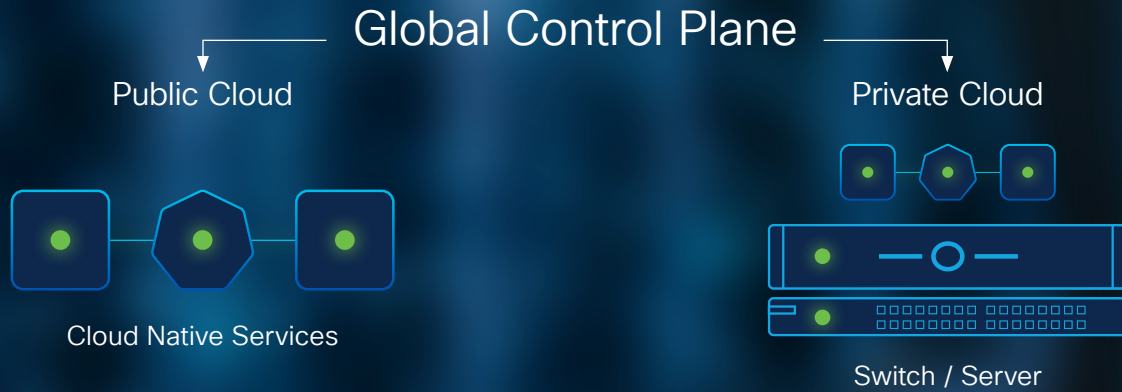 Global Control Plane
Public Cloud
Private Cloud
Cloud Native Services
Switch / Server